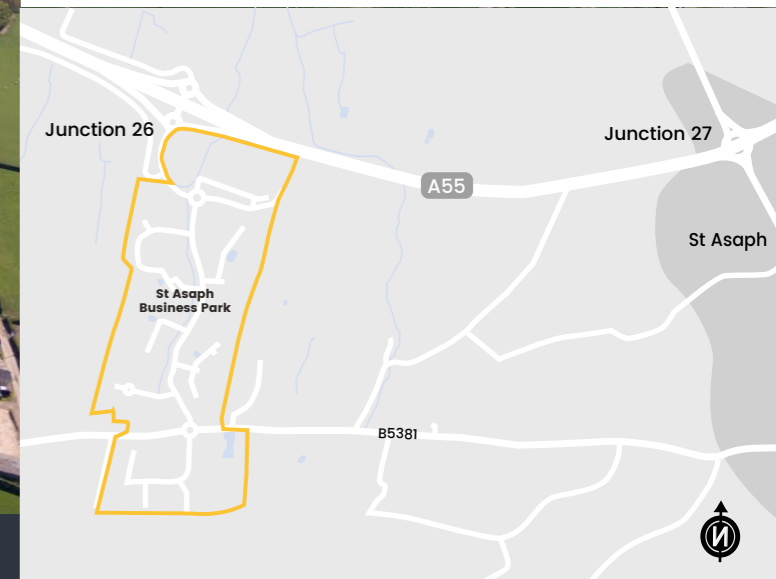 Junction 26
Junction 27
A55
St Asaph
St Asaph
Business Park
B5381
N